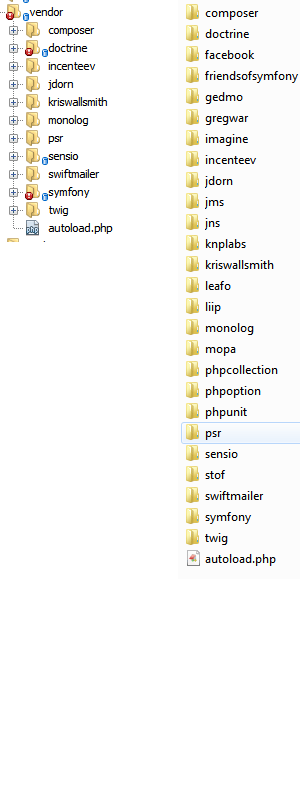 vendor
composer
doctrine
incenteev
jdorn
kriswallsmith
monolog
psr
sensio
swiftmailer
symfony
twig
autoload.php
composer
doctrine
facebook
friendsofsymfony
gedmo
gregwar
imagine
incenteev
jdorn
jms
jns
knplabs
kriswallsmith
leafo
liip
monolog
mopa
phpcollection
phpoption
phpunit
psr
sensio
stof
swiftmailer
symfony
twig
autoload.php